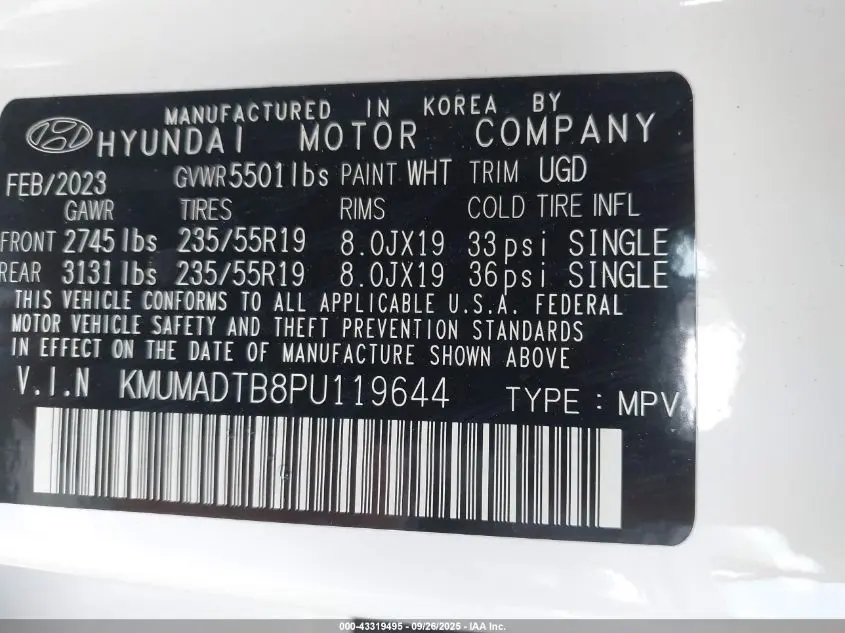 MANUFACTURED IN KOREA BY
HYUNDAI MOTOR COMPANY
FEB/2023 GVWR5501lbs PAINT WHT TRIM UGD
GAWR TIRES RIMS COLD TIRE INFL
FRONT 2745lbs 235/55R19 8.0JX19 33psi SINGLE
REAR 3131lbs 235/55R19 8.0JX19 36psi SINGLE
THIS VEHICLE CONFORMS TO ALL APPLICABLE U.S.A. FEDERAL
MOTOR VEHICLE SAFETY AND THEFT PREVENTION STANDARDS
IN EFFECT ON THE DATE OF MANUFACTURE SHOWN ABOVE
V.I.N KMUMADTB8PU119644 TYPE : MPV
000-43319495 - 09/26/2025 - IAA Inc.